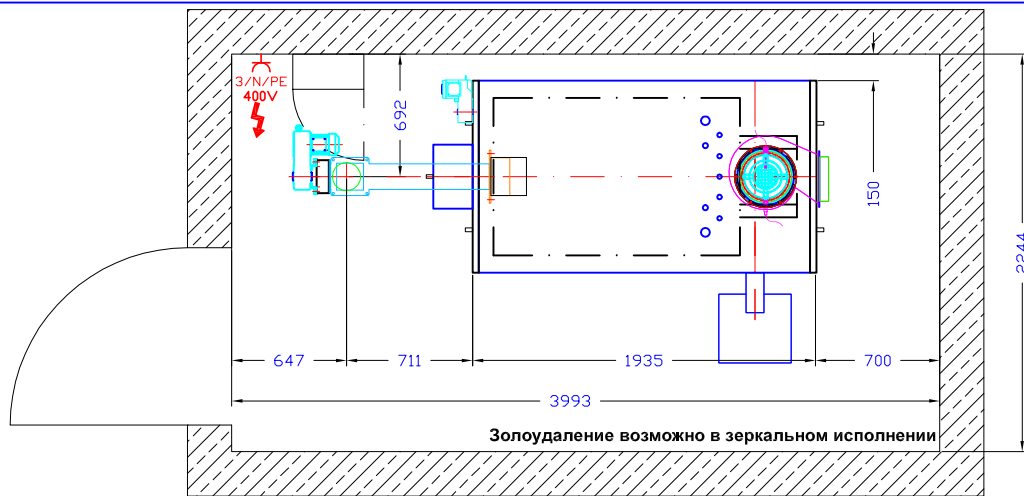 3/N/PE
400V
692
150
2244
647
711
1935
700
3993
Золоудаление возможно в зеркальном исполнении